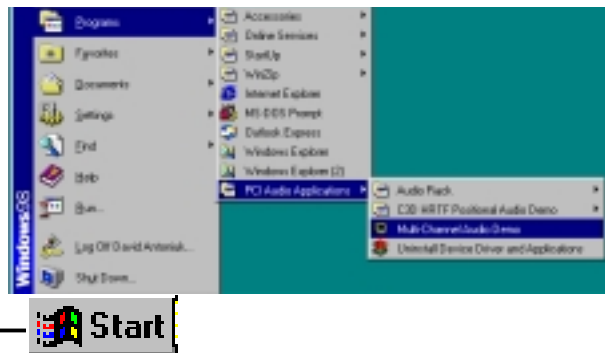 Programs
Favorites
Documents
Settings
Find
Help
Run...
Log Off David Antoniuk...
Shut Down...
Windows98
Accessories
Online Services
StartUp
WinZip
Internet Explorer
MS-DOS Prompt
Outlook Express
Windows Explorer
Windows Explorer (2)
PCI Audio Applications
Audio Rack
C3D HRTF Positional Audio Demo
Multi-Channel Audio Demo
Uninstall Device Driver and Applications
Start